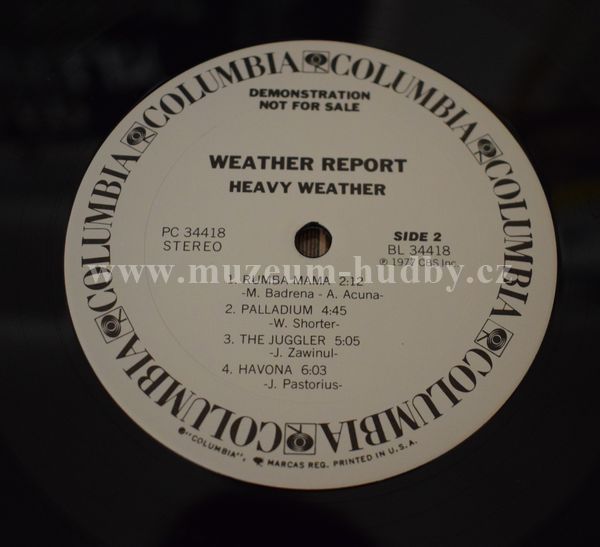 COLUMBIA COLUMBIA COLUMBIA COLUMBIA COLUMBIA COLUMBIA COLUMBIA COLUMBIA
DEMONSTRATION
NOT FOR SALE
WEATHER REPORT
HEAVY WEATHER
PC 34418
STEREO
SIDE 2
BL 34418
℗ 1977 CBS Inc.
www.muzeum-hudby.cz
1. RUMBA MAMA 2:12
-M. Badrena - A. Acuna-
2. PALLADIUM 4:45
-W. Shorter-
3. THE JUGGLER 5:05
-J. Zawinul-
4. HAVONA 6:03
-J. Pastorius-
®"COLUMBIA", MARCAS REG. PRINTED IN U.S.A.